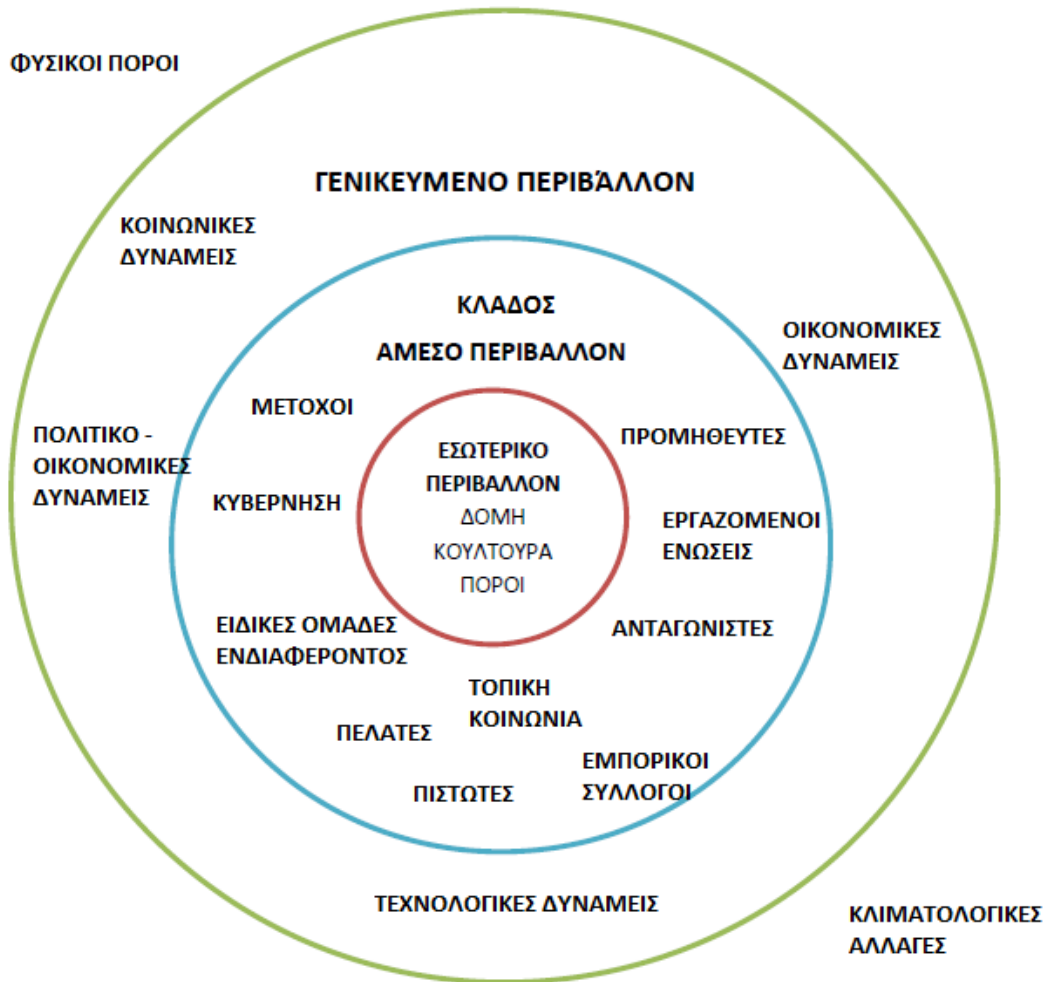 ΦΥΣΙΚΟΙ ΠΟΡΟΙ
ΓΕΝΙΚΕΥΜΕΝΟ ΠΕΡΙΒΆΛΛΟΝ
ΚΟΙΝΩΝΙΚΕΣ
ΔΥΝΑΜΕΙΣ
ΚΛΑΔΟΣ
ΑΜΕΣΟ ΠΕΡΙΒΑΛΛΟΝ
ΟΙΚΟΝΟΜΙΚΕΣ
ΔΥΝΑΜΕΙΣ
ΜΕΤΟΧΟΙ
ΠΡΟΜΗΘΕΥΤΕΣ
ΠΟΛΙΤΙΚΟ -
ΟΙΚΟΝΟΜΙΚΕΣ
ΔΥΝΑΜΕΙΣ
ΕΣΩΤΕΡΙΚΟ
ΠΕΡΙΒΑΛΛΟΝ
ΔΟΜΗ
ΚΟΥΛΤΟΥΡΑ
ΠΟΡΟΙ
ΚΥΒΕΡΝΗΣΗ
ΕΡΓΑΖΟΜΕΝΟΙ
ΕΝΩΣΕΙΣ
ΕΙΔΙΚΕΣ ΟΜΑΔΕΣ
ΕΝΔΙΑΦΕΡΟΝΤΟΣ
ΑΝΤΑΓΩΝΙΣΤΕΣ
ΤΟΠΙΚΗ
ΚΟΙΝΩΝΙΑ
ΠΕΛΑΤΕΣ
ΕΜΠΟΡΙΚΟΙ
ΣΥΛΛΟΓΟΙ
ΠΙΣΤΩΤΕΣ
ΤΕΧΝΟΛΟΓΙΚΕΣ ΔΥΝΑΜΕΙΣ
ΚΛΙΜΑΤΟΛΟΓΙΚΕΣ
ΑΛΛΑΓΕΣ